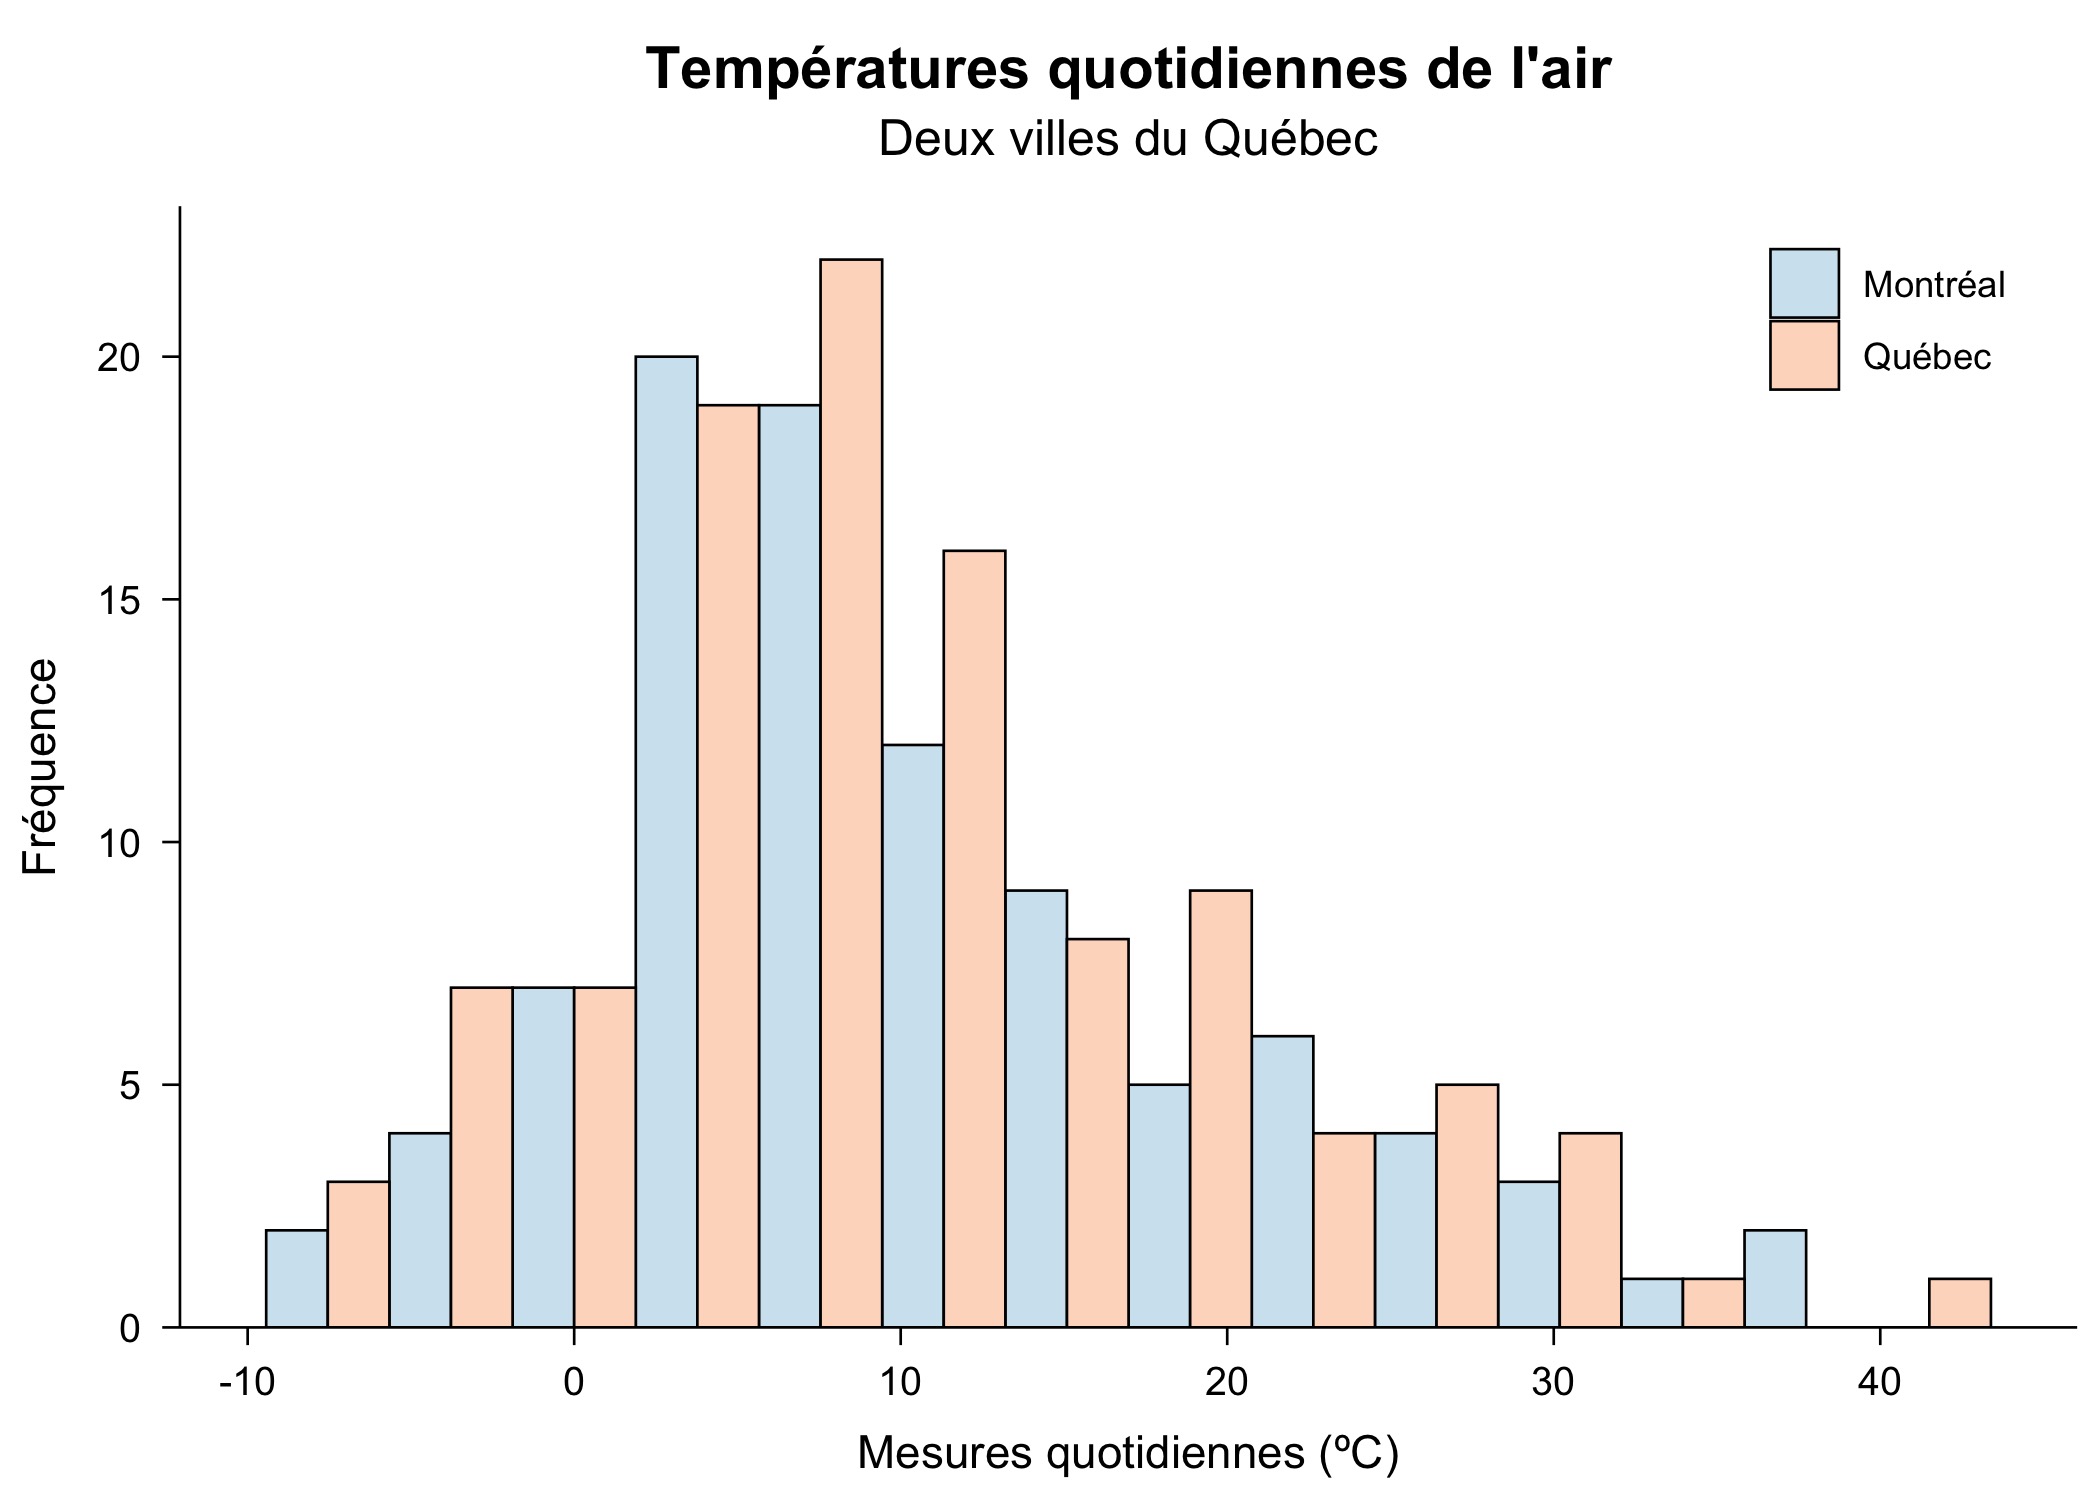 Températures quotidiennes de l'air
Deux villes du Québec
Montréal
Québec
Fréquence
20
15
10
5
0
-10 0 10 20 30 40
Mesures quotidiennes (ºC)